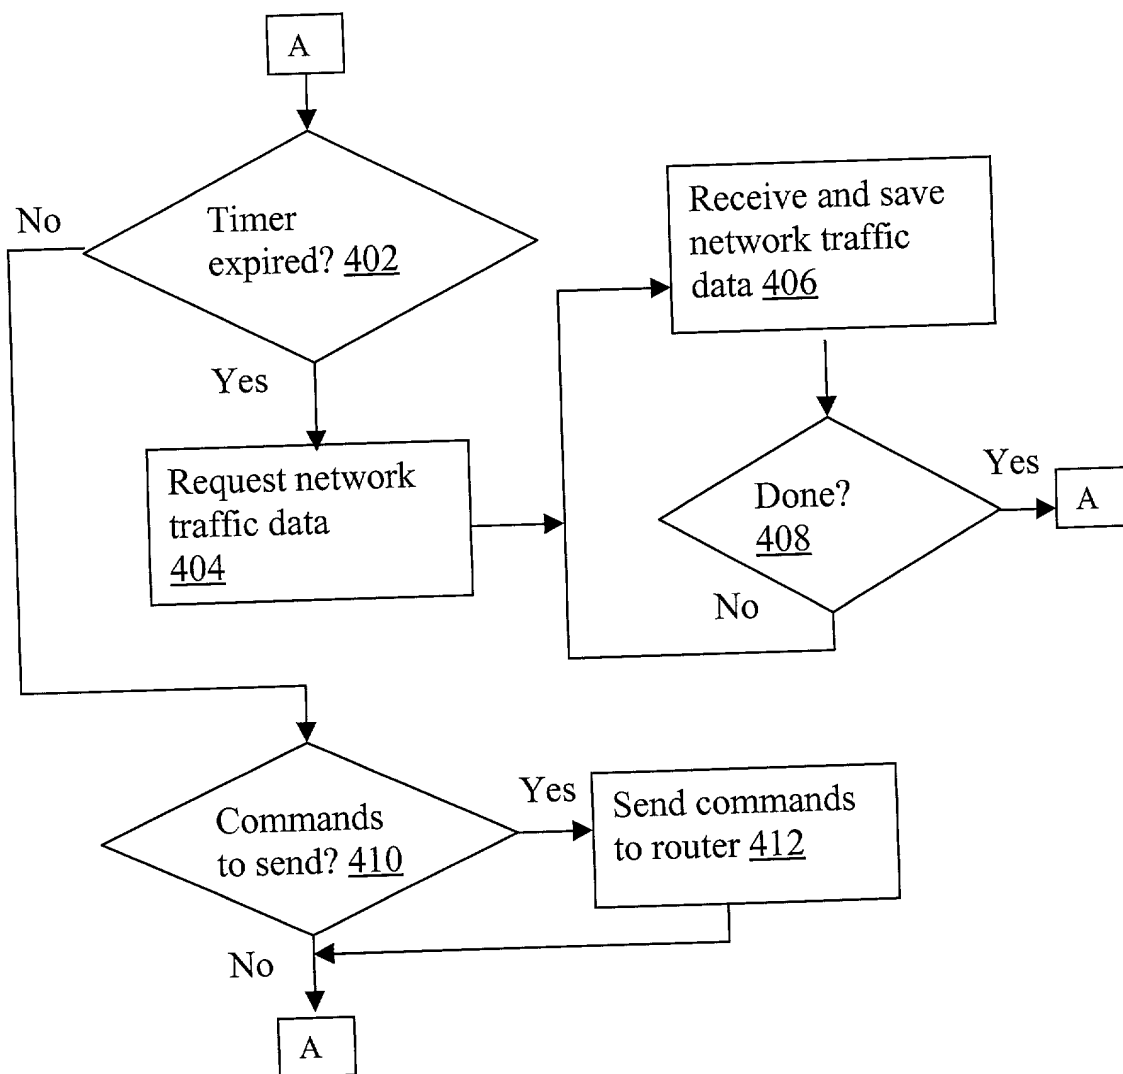 A
No
Timer
expired? 402
Yes
Receive and save
network traffic
data 406
Request network
traffic data
404
Done?
408
Yes
A
No
Commands
to send? 410
Yes
Send commands
to router 412
No
A